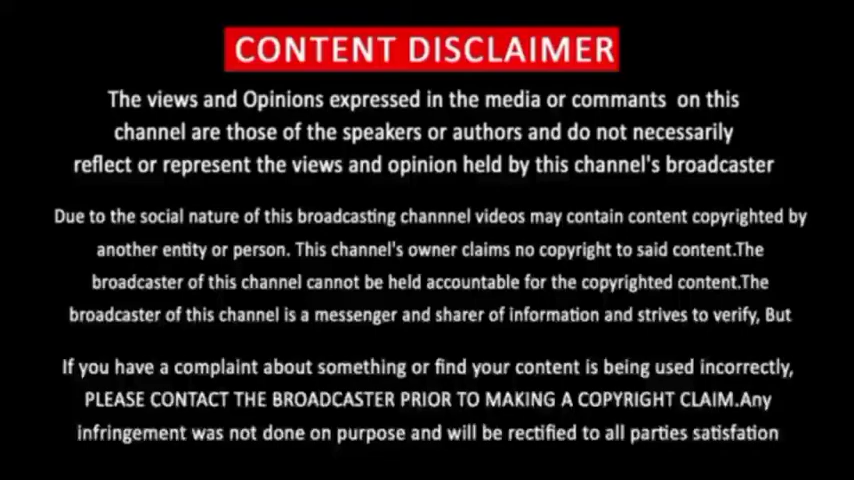 CONTENT DISCLAIMER
The views and Opinions expressed in the media or commants on this
channel are those of the speakers or authors and do not necessarily
reflect or represent the views and opinion held by this channel's broadcaster
Due to the social nature of this broadcasting channnel videos may contain content copyrighted by
another entity or person. This channel's owner claims no copyright to said content.The
broadcaster of this channel cannot be held accountable for the copyrighted content.The
broadcaster of this channel is a messenger and sharer of information and strives to verify, But
If you have a complaint about something or find your content is being used incorrectly,
PLEASE CONTACT THE BROADCASTER PRIOR TO MAKING A COPYRIGHT CLAIM.Any
infringement was not done on purpose and will be rectified to all parties satisfation